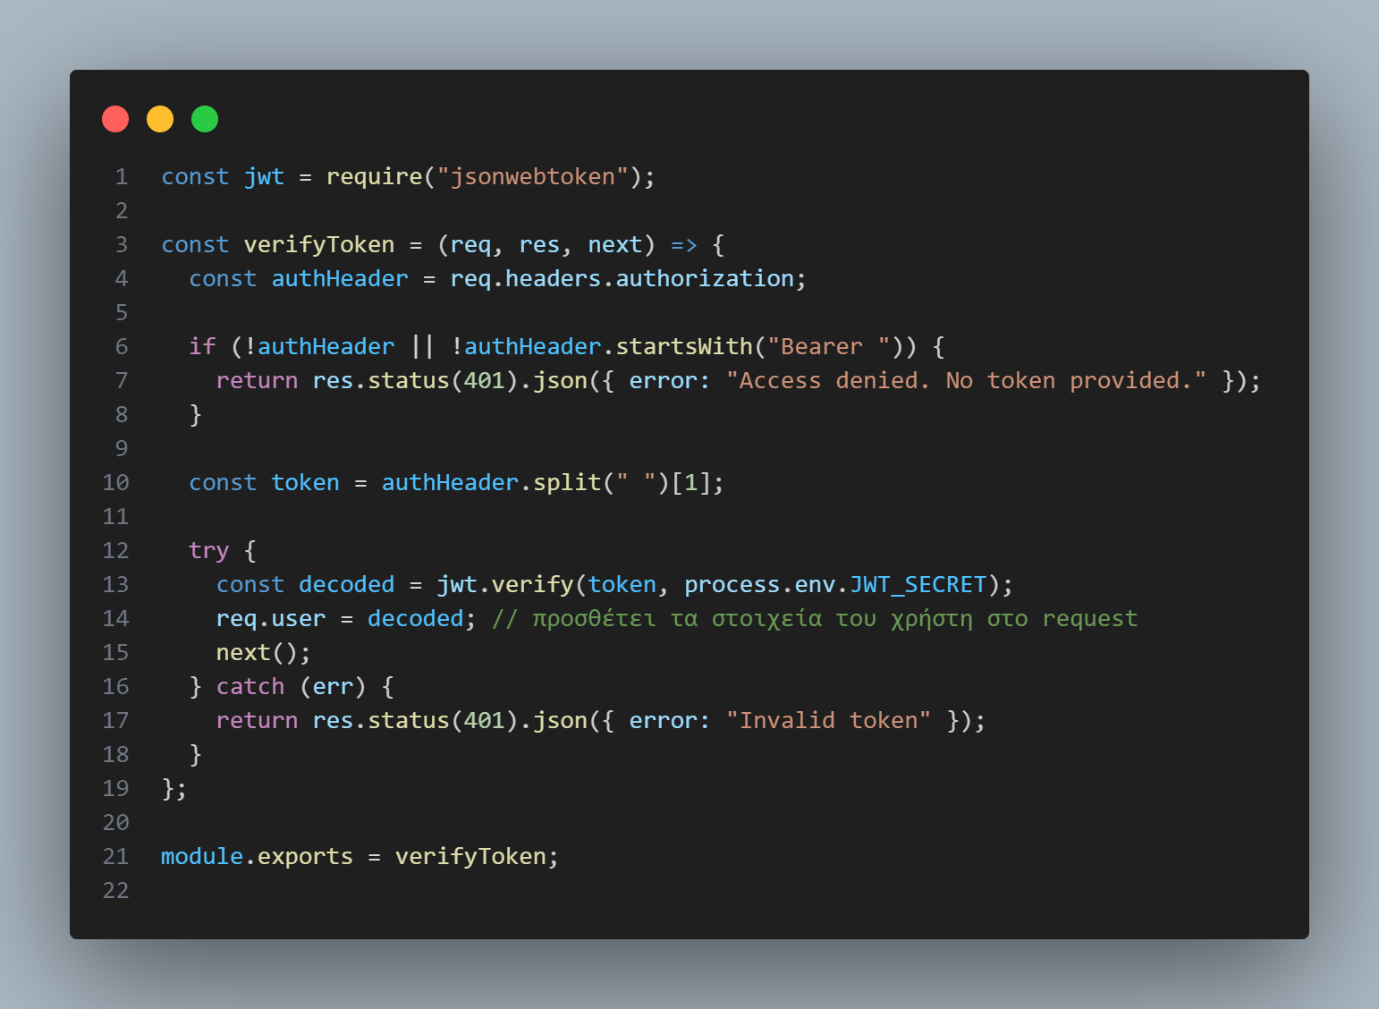 1 const jwt = require("jsonwebtoken");
2
3 const verifyToken = (req, res, next) => {
4   const authHeader = req.headers.authorization;
5
6   if (!authHeader || !authHeader.startsWith("Bearer ")) {
7     return res.status(401).json({ error: "Access denied. No token provided." });
8   }
9
10   const token = authHeader.split(" ")[1];
11
12   try {
13     const decoded = jwt.verify(token, process.env.JWT_SECRET);
14     req.user = decoded; // προσθέτει τα στοιχεία του χρήστη στο request
15     next();
16   } catch (err) {
17     return res.status(401).json({ error: "Invalid token" });
18   }
19 };
20
21 module.exports = verifyToken;
22